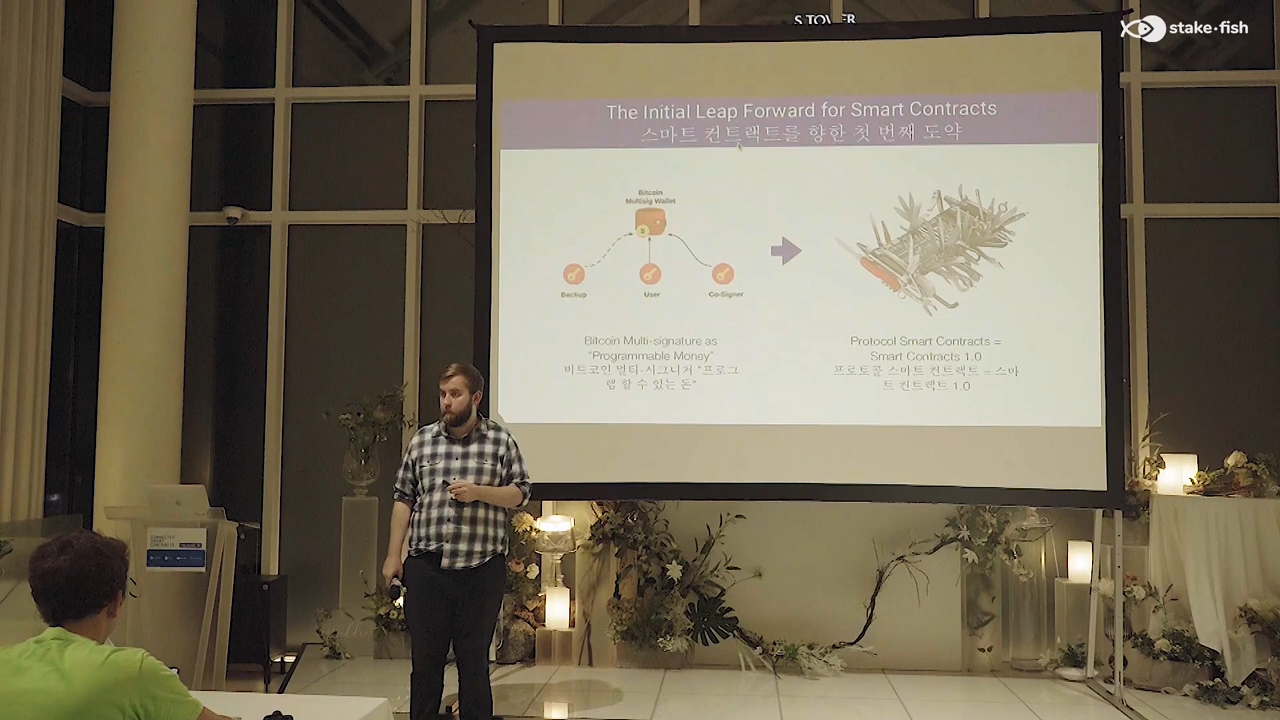 S TOWER
stake·fish
The Initial Leap Forward for Smart Contracts
스마트 컨트랙트를 향한 첫 번째 도약
Bitcoin
Multisig Wallet
Backup
User
Co-Signer
Bitcoin Multi-signature as
"Programmable Money"
비트코인 멀티-시그니처 "프로그
램 할 수 있는 돈"
Protocol Smart Contracts =
Smart Contracts 1.0
프로토콜 스마트 컨트랙트 = 스마
트 컨트랙트 1.0
CONNECTED
SMART
CONTRACTS